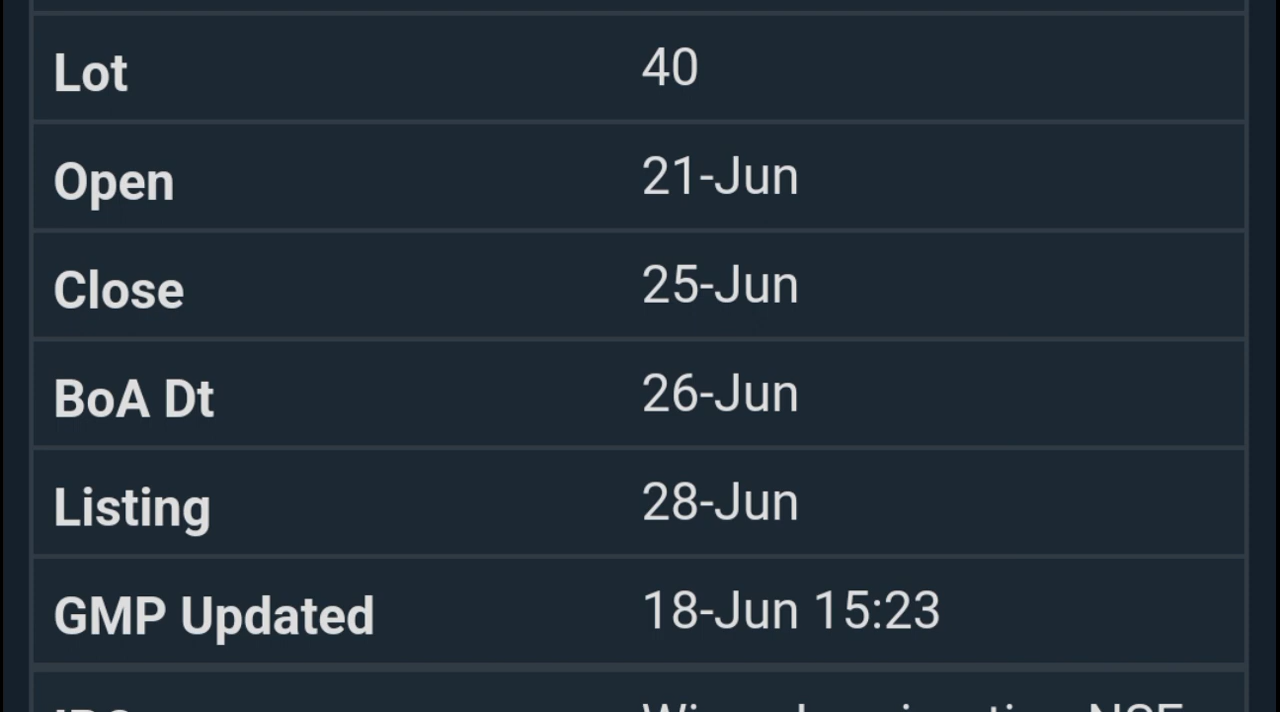 Lot 40
Open 21-Jun
Close 25-Jun
BoA Dt 26-Jun
Listing 28-Jun
GMP Updated 18-Jun 15:23